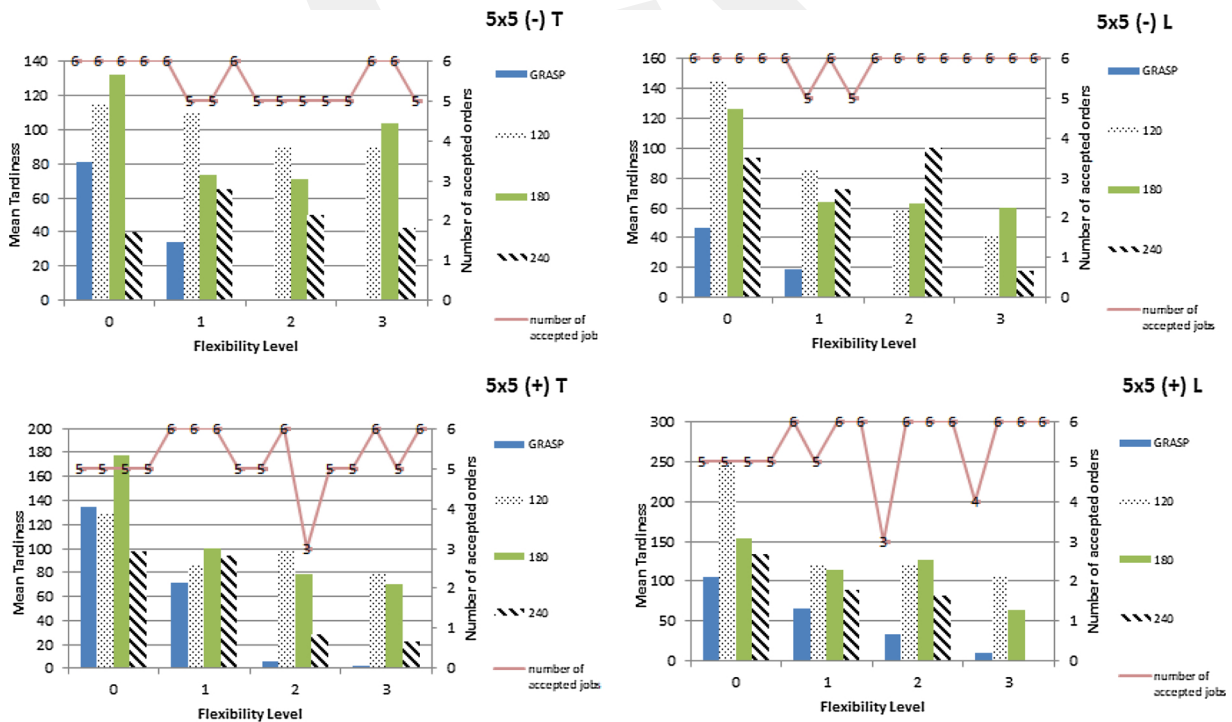 5x5 (-) T
140
120
100
80
60
40
20
0
Mean Tardiness
6 6 6 6 6 6 6 6
5 5 5 5 5 5 5 5
6
5
4
3
2
1
0
Number of accepted orders
0 1 2 3
Flexibility Level
GRASP
120
180
240
number of
accepted job
5x5 (-) L
160
140
120
100
80
60
40
20
0
Mean Tardiness
6 6 6 6 6 6 6 6 6 6 6 6 6 6
5 5
6
5
4
3
2
1
0
Number of accepted orders
0 1 2 3
Flexibility Level
GRASP
120
180
240
number of
accepted jobs
5x5 (+) T
200
180
160
140
120
100
80
60
40
20
0
Mean Tardiness
6 6 6 6 6 6
5 5 5 5 5 5 5 5 5
3
6
5
4
3
2
1
0
Number of accepted orders
0 1 2 3
Flexibility Level
GRASP
120
180
240
number of
accepted jobs
5x5 (+) L
300
250
200
150
100
50
0
Mean Tardiness
6 6 6 6 6 6 6 6 6
5 5 5 5 5
4
3
6
5
4
3
2
1
0
Number of accepted orders
0 1 2 3
Flexibility Level
GRASP
120
180
240
number of
accepted jobs